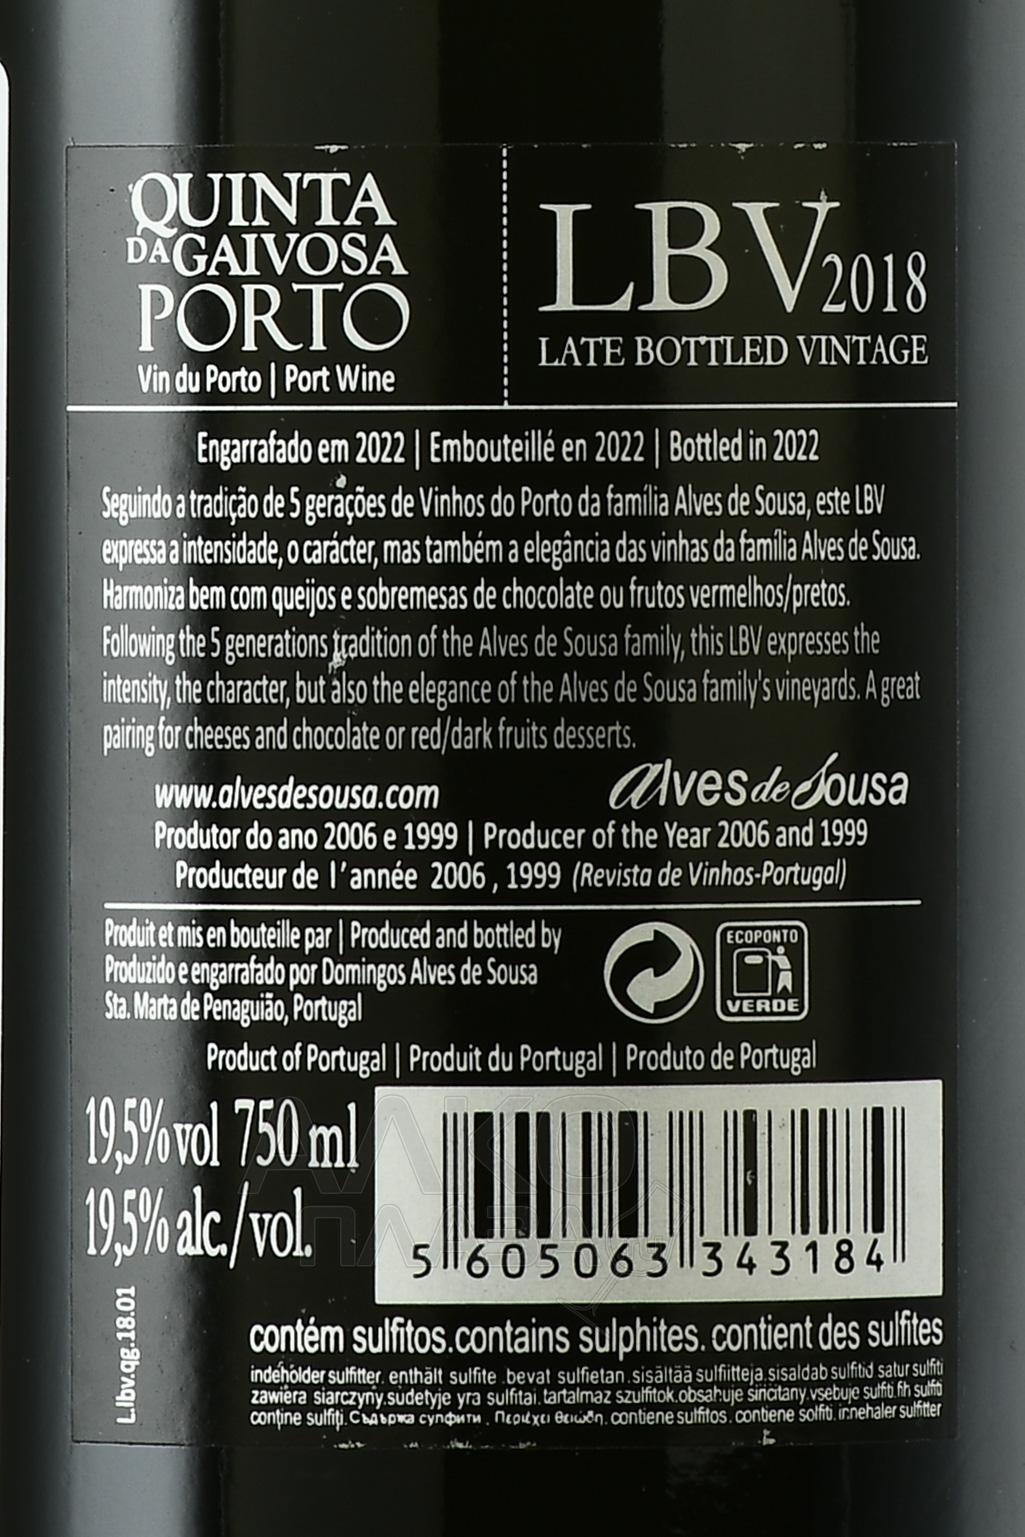 QUINTA
DA GAIVOSA
PORTO
Vin du Porto | Port Wine
LBV 2018
LATE BOTTLED VINTAGE
Engarrafado em 2022 | Embouteillé en 2022 | Bottled in 2022
Seguindo a tradição de 5 gerações de Vinhos do Porto da família Alves de Sousa, este LBV
expressa a intensidade, o carácter, mas também a elegância das vinhas da família Alves de Sousa.
Harmoniza bem com queijos e sobremesas de chocolate ou frutos vermelhos/pretos.
Following the 5 generations tradition of the Alves de Sousa family, this LBV expresses the
intensity, the character, but also the elegance of the Alves de Sousa family's vineyards. A great
pairing for cheeses and chocolate or red/dark fruits desserts.
www.alvesdesousa.com
Alves de Sousa
Produtor do ano 2006 e 1999 | Producer of the Year 2006 and 1999
Producteur de l'année 2006, 1999 (Revista de Vinhos-Portugal)
Produit et mis en bouteille par | Produced and bottled by
Produzido e engarrafado por Domingos Alves de Sousa
Sta. Marta de Penaguião, Portugal
ECOPONTO
VERDE
Product of Portugal | Produit du Portugal | Produto de Portugal
19,5%vol 750 ml
19,5% alc./vol.
5 605063 343184
L.lbv.qg.18.01
contém sulfitos.contains sulphites. contient des sulfites
indeholder sulfitter. enthält sulfite .bevat sulfietan .sisältää sulfiitteja.sisaldab sulfitid satur sulfiti
zawiera siarczyny.sudėtyje yra sulfitai. tartalmaz szulfitok.obsahuje siričitany.vsebuje sulfiti.fih sulfiti
conține sulfiți. Съдържа сулфити . Περιέχει θειώδη. contiene sulfitos. contiene solfiti. innehaler sulfitter
АЛКО
ПЛАЗА